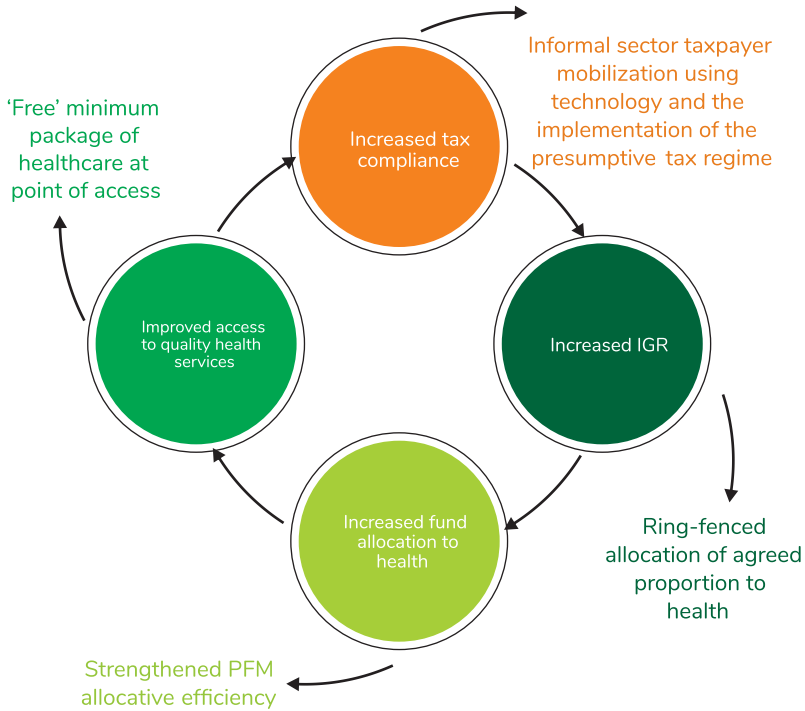 Informal sector taxpayer
mobilization using
technology and the
implementation of the
presumptive tax regime
‘Free’ minimum
package of
healthcare at
point of access
Increased tax
compliance
Improved access
to quality health
services
Increased IGR
Increased fund
allocation to
health
Ring-fenced
allocation of agreed
proportion to
health
Strengthened PFM
allocative efficiency